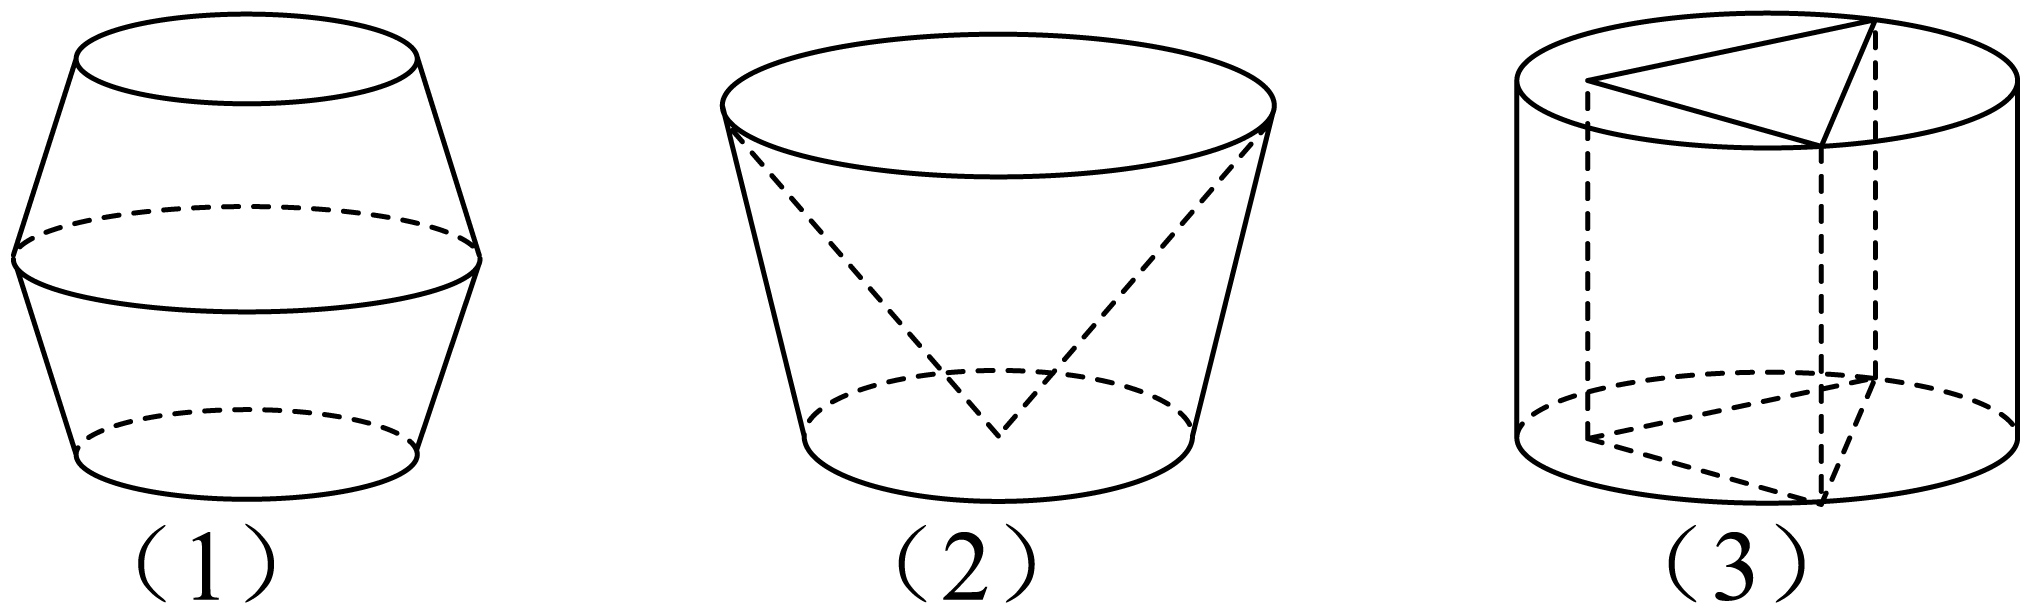 （1） （2） （3）